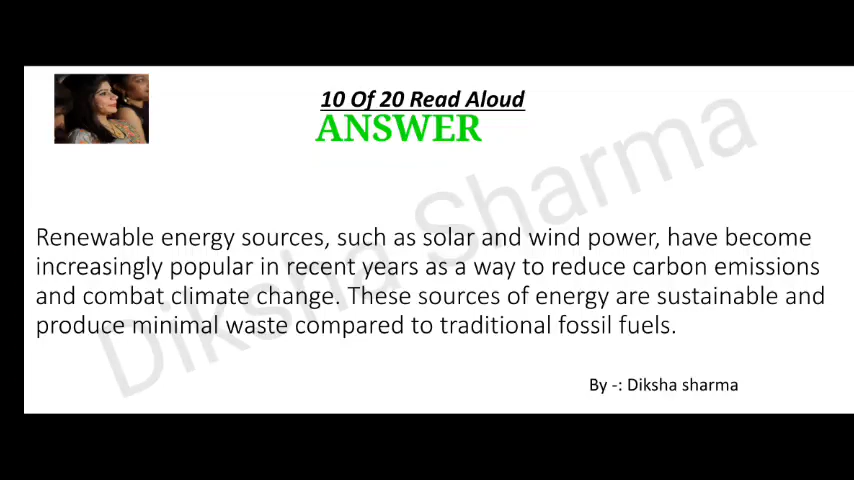 10 Of 20 Read Aloud
ANSWER
Renewable energy sources, such as solar and wind power, have become
increasingly popular in recent years as a way to reduce carbon emissions
and combat climate change. These sources of energy are sustainable and
produce minimal waste compared to traditional fossil fuels.
Diksha Sharma
By -: Diksha sharma